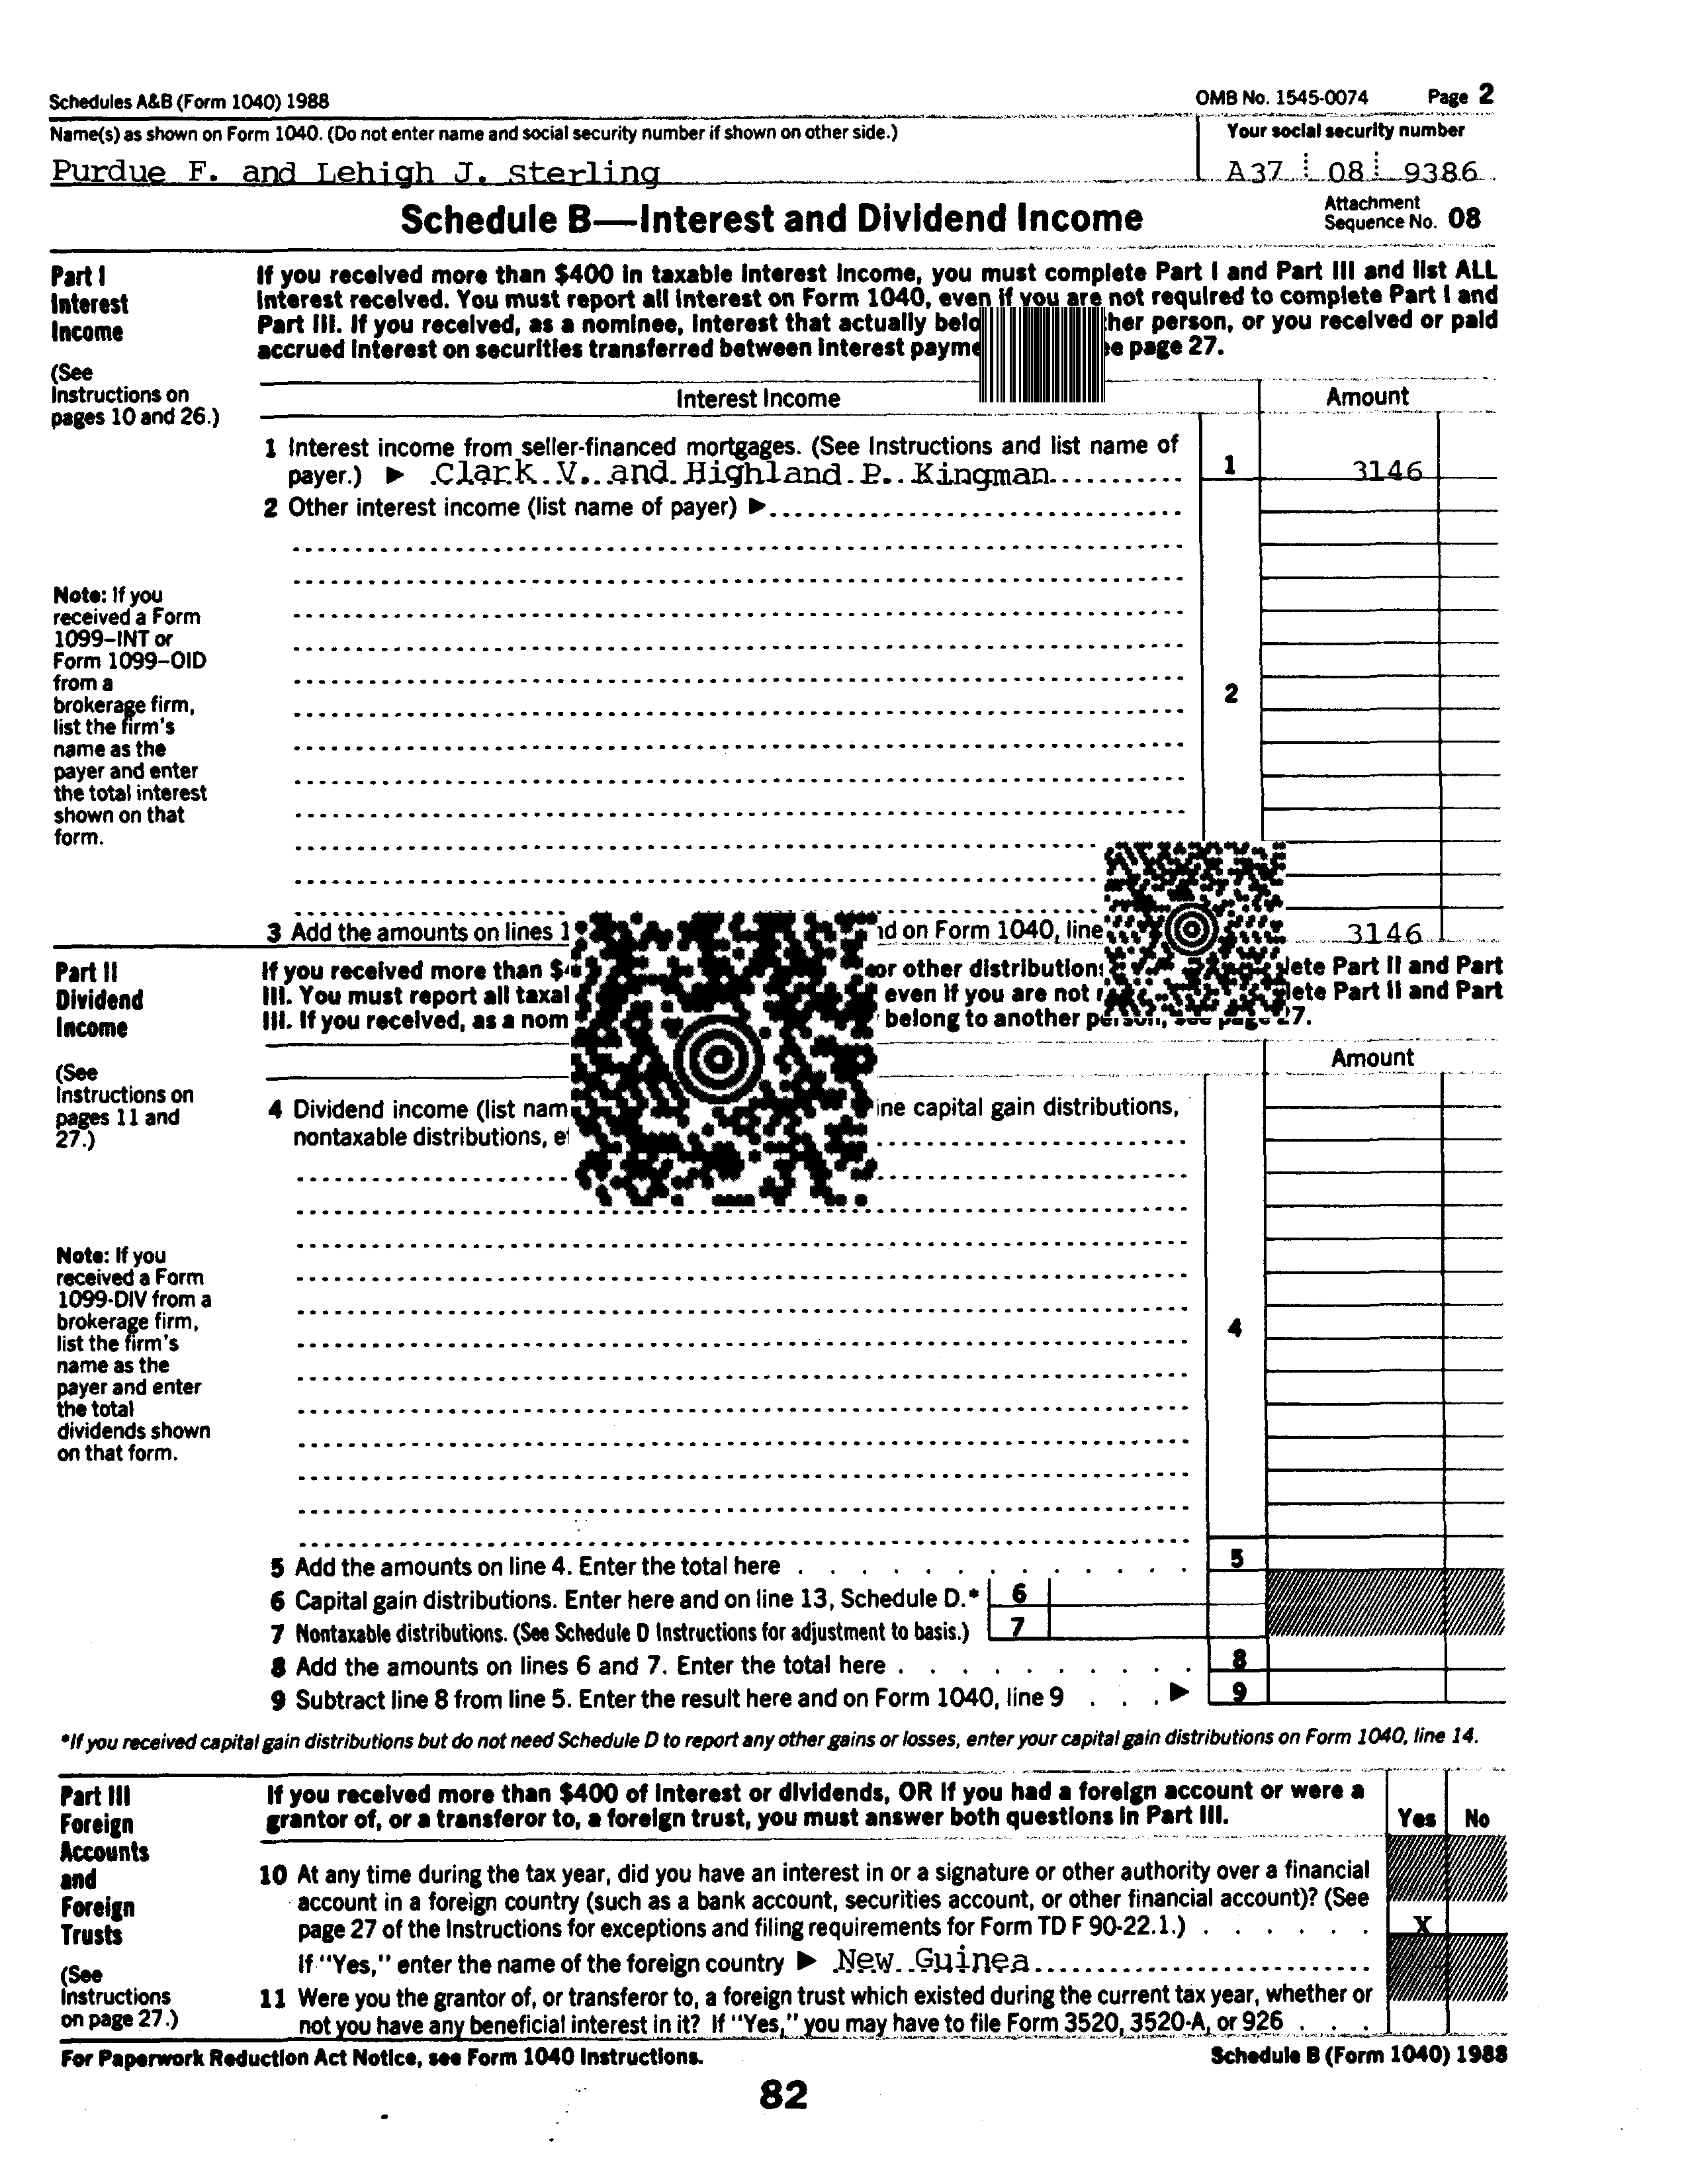 Schedules A&B (Form 1040) 1988 OMB No. 1545-0074 Page 2
Name(s) as shown on Form 1040. (Do not enter name and social security number if shown on other side.) Your social security number
Purdue F. and Lehigh J. Sterling A37 08 9386
Schedule B—Interest and Dividend Income Attachment Sequence No. 08
Part I
Interest
Income
(See
Instructions on
pages 10 and 26.)
If you received more than $400 in taxable interest income, you must complete Part I and Part III and list ALL
interest received. You must report all interest on Form 1040, even if you are not required to complete Part I and
Part III. If you received, as a nominee, interest that actually person, or you received or paid
accrued interest on securities transferred between interest page 27.
Interest Income Amount
1 Interest income from seller-financed mortgages. (See Instructions and list name of
payer.) ▶ Clark V. and Highland P. Kingman 1 3146
2 Other interest income (list name of payer) ▶
Note: If you
received a Form
1099–INT or
Form 1099–OID
from a
brokerage firm,
list the firm's
name as the
payer and enter
the total interest
shown on that
form.
2
3 Add the amounts on lines on Form 1040, line 3146
Part II
Dividend
Income
(See
Instructions on
pages 11 and
27.)
If you received more than or other Part II and Part
III. You must report all even if you are not Part II and Part
III. If you received, as a belong to another
Amount
4 Dividend income (list capital gain distributions,
nontaxable distributions,
Note: If you
received a Form
1099-DIV from a
brokerage firm,
list the firm's
name as the
payer and enter
the total
dividends shown
on that form.
4
5 Add the amounts on line 4. Enter the total here 5
6 Capital gain distributions. Enter here and on line 13, Schedule D.* 6
7 Nontaxable distributions. (See Schedule D Instructions for adjustment to basis.) 7
8 Add the amounts on lines 6 and 7. Enter the total here 8
9 Subtract line 8 from line 5. Enter the result here and on Form 1040, line 9 ▶ 9
*If you received capital gain distributions but do not need Schedule D to report any other gains or losses, enter your capital gain distributions on Form 1040, line 14.
Part III
Foreign
Accounts
and
Foreign
Trusts
(See
Instructions
on page 27.)
If you received more than $400 of interest or dividends, OR if you had a foreign account or were a
grantor of, or a transferor to, a foreign trust, you must answer both questions in Part III. Yes No
10 At any time during the tax year, did you have an interest in or a signature or other authority over a financial
account in a foreign country (such as a bank account, securities account, or other financial account)? (See
page 27 of the Instructions for exceptions and filing requirements for Form TD F 90-22.1.) X
If "Yes," enter the name of the foreign country ▶ New Guinea
11 Were you the grantor of, or transferor to, a foreign trust which existed during the current tax year, whether or
not you have any beneficial interest in it? If "Yes," you may have to file Form 3520, 3520-A, or 926
For Paperwork Reduction Act Notice, see Form 1040 Instructions. Schedule B (Form 1040) 1988
82